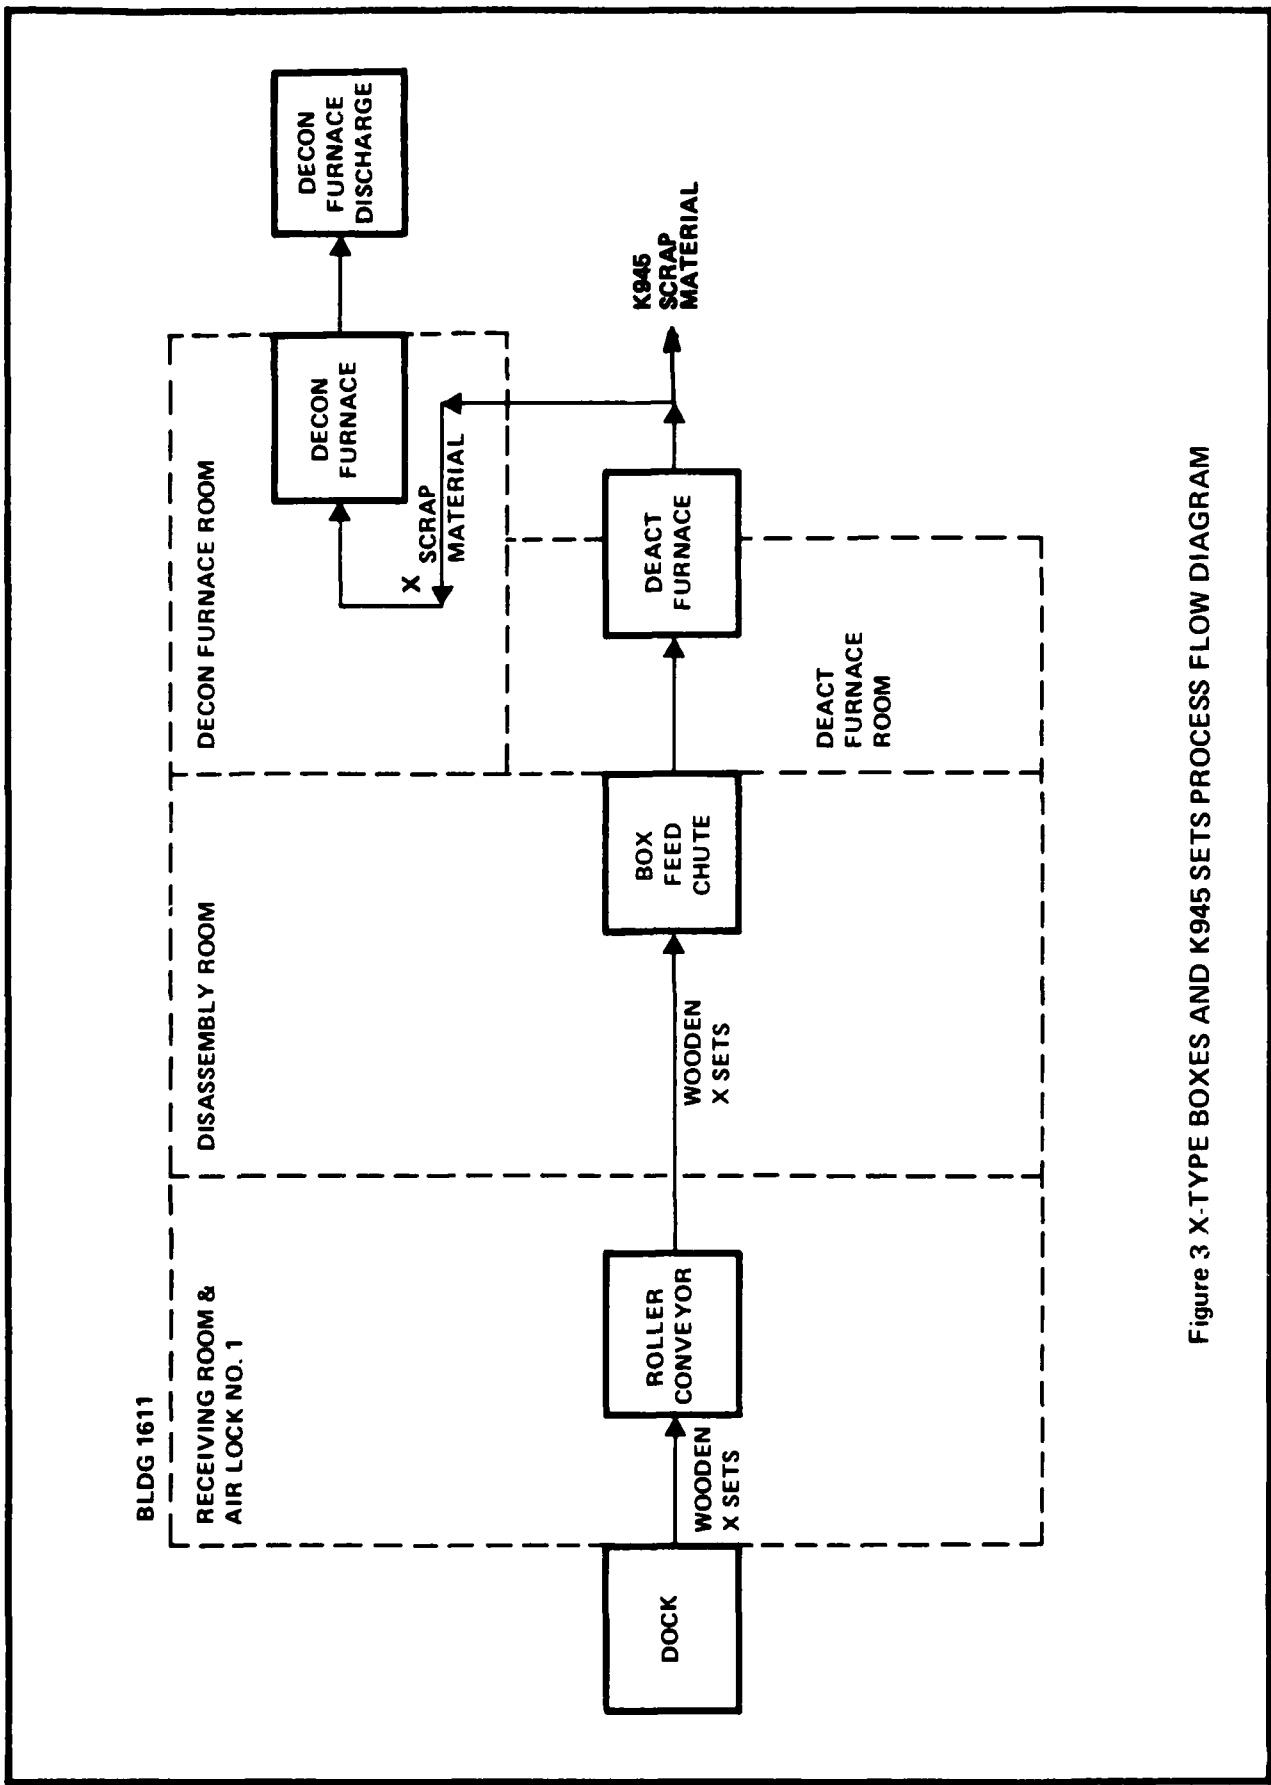 BLDG 1611
RECEIVING ROOM &
AIR LOCK NO. 1
DISASSEMBLY ROOM
DECON FURNACE ROOM
DECON
FURNACE
DECON
FURNACE
DISCHARGE
X
SCRAP
MATERIAL
DOCK
WOODEN
X SETS
ROLLER
CONVEYOR
WOODEN
X SETS
BOX
FEED
CHUTE
DEACT
FURNACE
K945
SCRAP
MATERIAL
DEACT
FURNACE
ROOM
Figure 3 X-TYPE BOXES AND K945 SETS PROCESS FLOW DIAGRAM